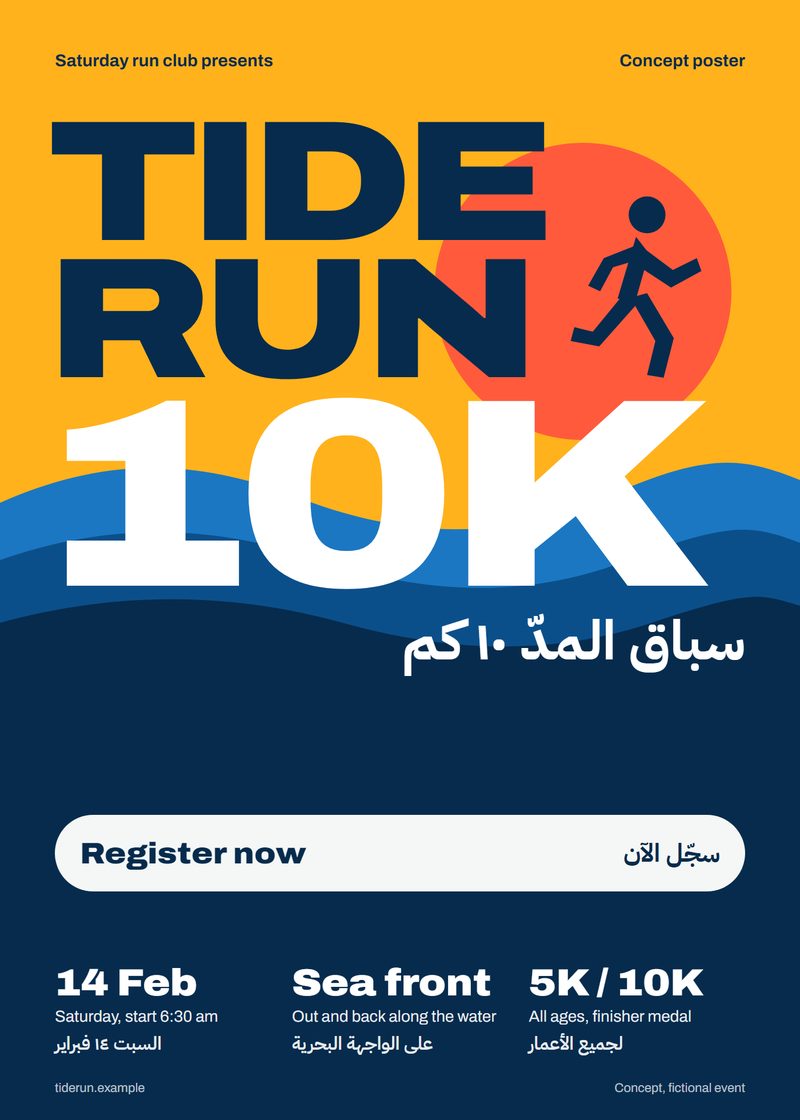 Saturday run club presents
Concept poster
TIDE
RUN
10K
سباق المدّ ١٠ كم
Register now
سجّل الآن
14 Feb
Saturday, start 6:30 am
السبت ١٤ فبراير
Sea front
Out and back along the water
على الواجهة البحرية
5K / 10K
All ages, finisher medal
لجميع الأعمار
tiderun.example
Concept, fictional event